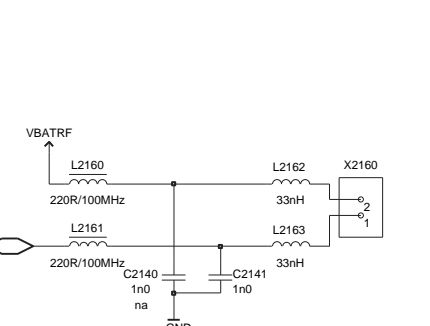 VBATRF
L2160
L2162
X2160
220R/100MHz
33nH
2
1
L2161
L2163
220R/100MHz
33nH
C2140
C2141
1n0
1n0
na
GND